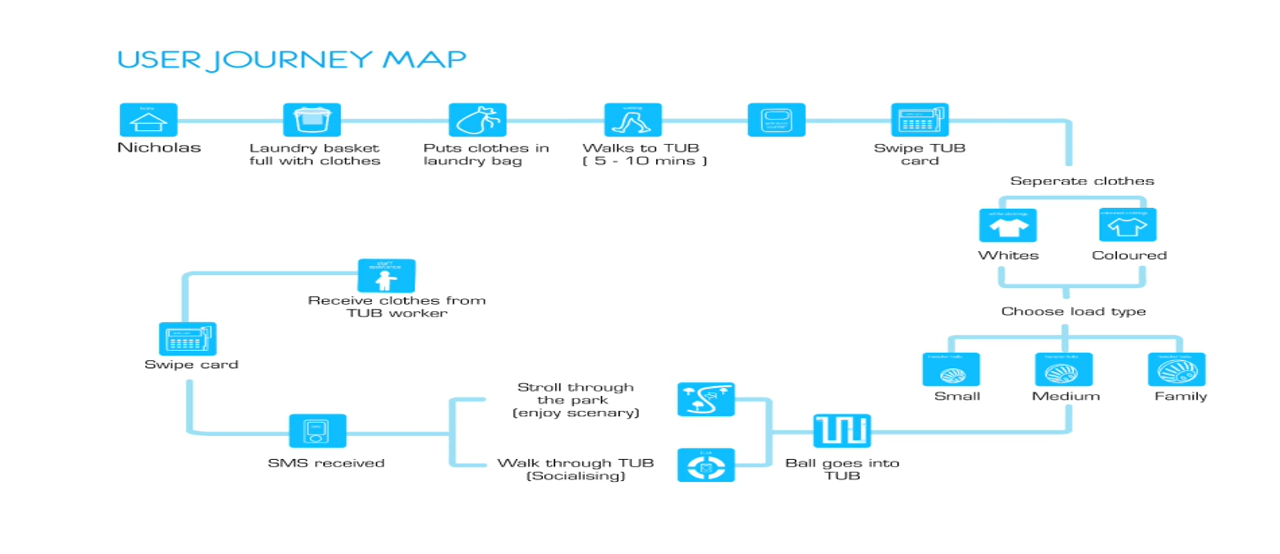 USER JOURNEY MAP
Nicholas
Laundry basket
full with clothes
Puts clothes in
laundry bag
Walks to TUB
( 5 - 10 mins )
Swipe TUB
card
Seperate clothes
Whites
Coloured
Choose load type
Small
Medium
Family
Ball goes into
TUB
Stroll through
the park
(enjoy scenary)
Walk through TUB
(Socialising)
SMS received
Swipe card
Receive clothes from
TUB worker